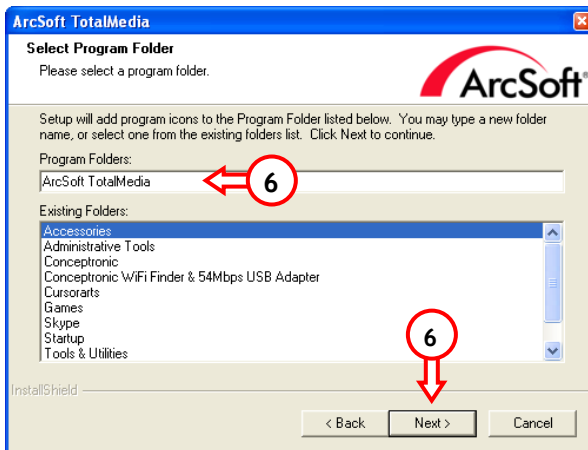 ArcSoft TotalMedia
Select Program Folder
Please select a program folder.
ArcSoft®
Setup will add program icons to the Program Folder listed below. You may type a new folder
name, or select one from the existing folders list. Click Next to continue.
Program Folders:
ArcSoft TotalMedia
6
Existing Folders:
Accessories
Administrative Tools
Conceptronic
Conceptronic WiFi Finder & 54Mbps USB Adapter
Cursorarts
Games
Skype
Startup
Tools & Utilities
6
InstallShield
< Back
Next >
Cancel